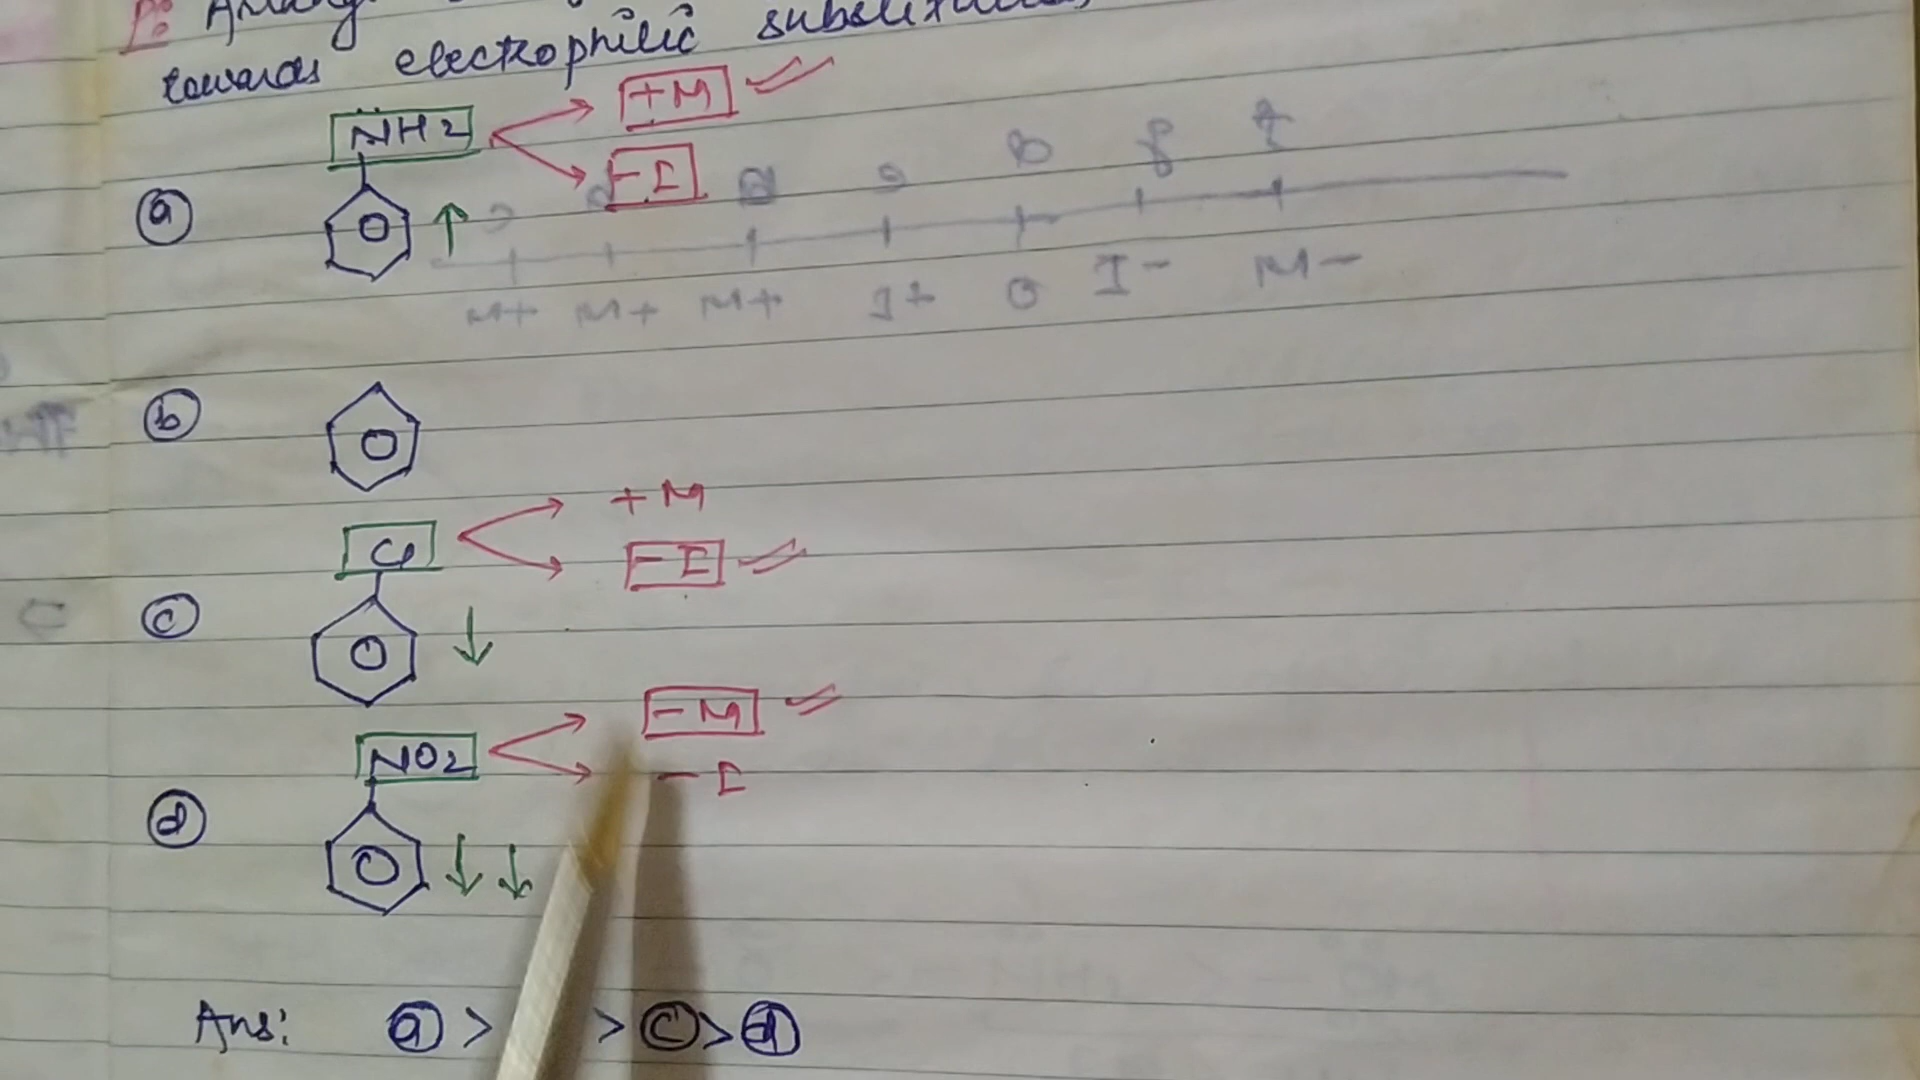 P:
towards electrophilic
NH2 +M
-I
a
b
+M
Cl -I
c
-M
NO2 -I
d
Ans: a > > c > d